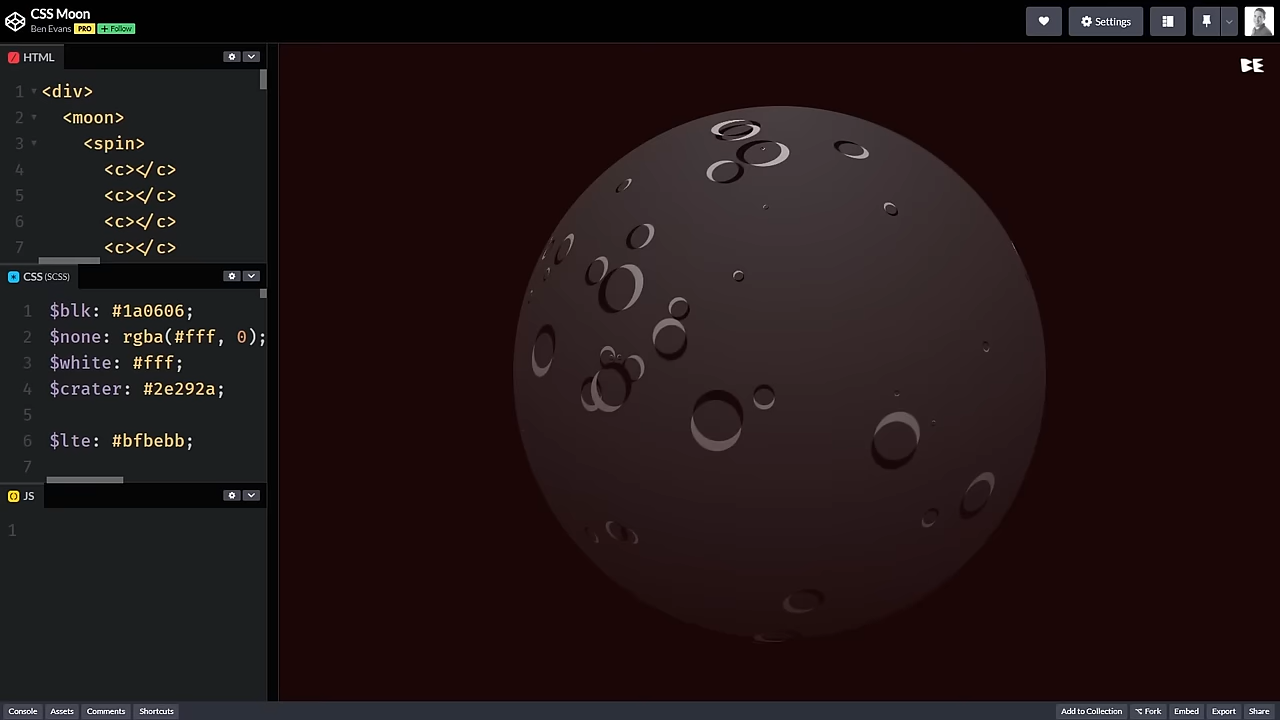 CSS Moon
Ben Evans PRO + Follow
Settings
HTML
1 <div>
2 <moon>
3 <spin>
4 <c></c>
5 <c></c>
6 <c></c>
7 <c></c>
CSS (SCSS)
1 $blk: #1a0606;
2 $none: rgba(#fff, 0);
3 $white: #fff;
4 $crater: #2e292a;
5
6 $lte: #bfbebb;
7
JS
1
BE
Console Assets Comments Shortcuts
Add to Collection Fork Embed Export Share